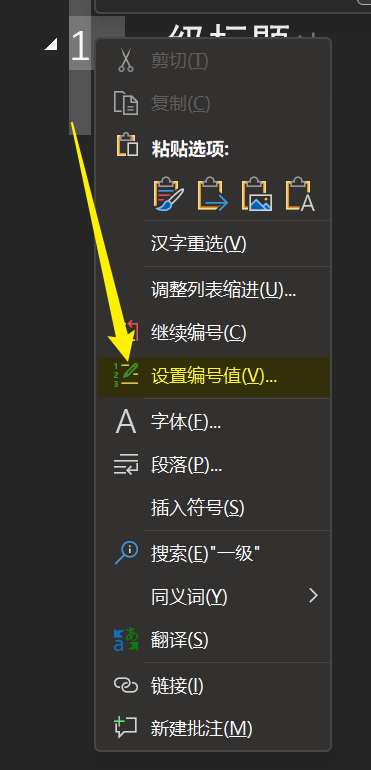 1 一级标题
剪切(T)
复制(C)
粘贴选项:
汉字重选(V)
调整列表缩进(U)...
继续编号(C)
设置编号值(V)...
字体(F)...
段落(P)...
插入符号(S)
搜索(E)"一级"
同义词(Y)
翻译(S)
链接(I)
新建批注(M)